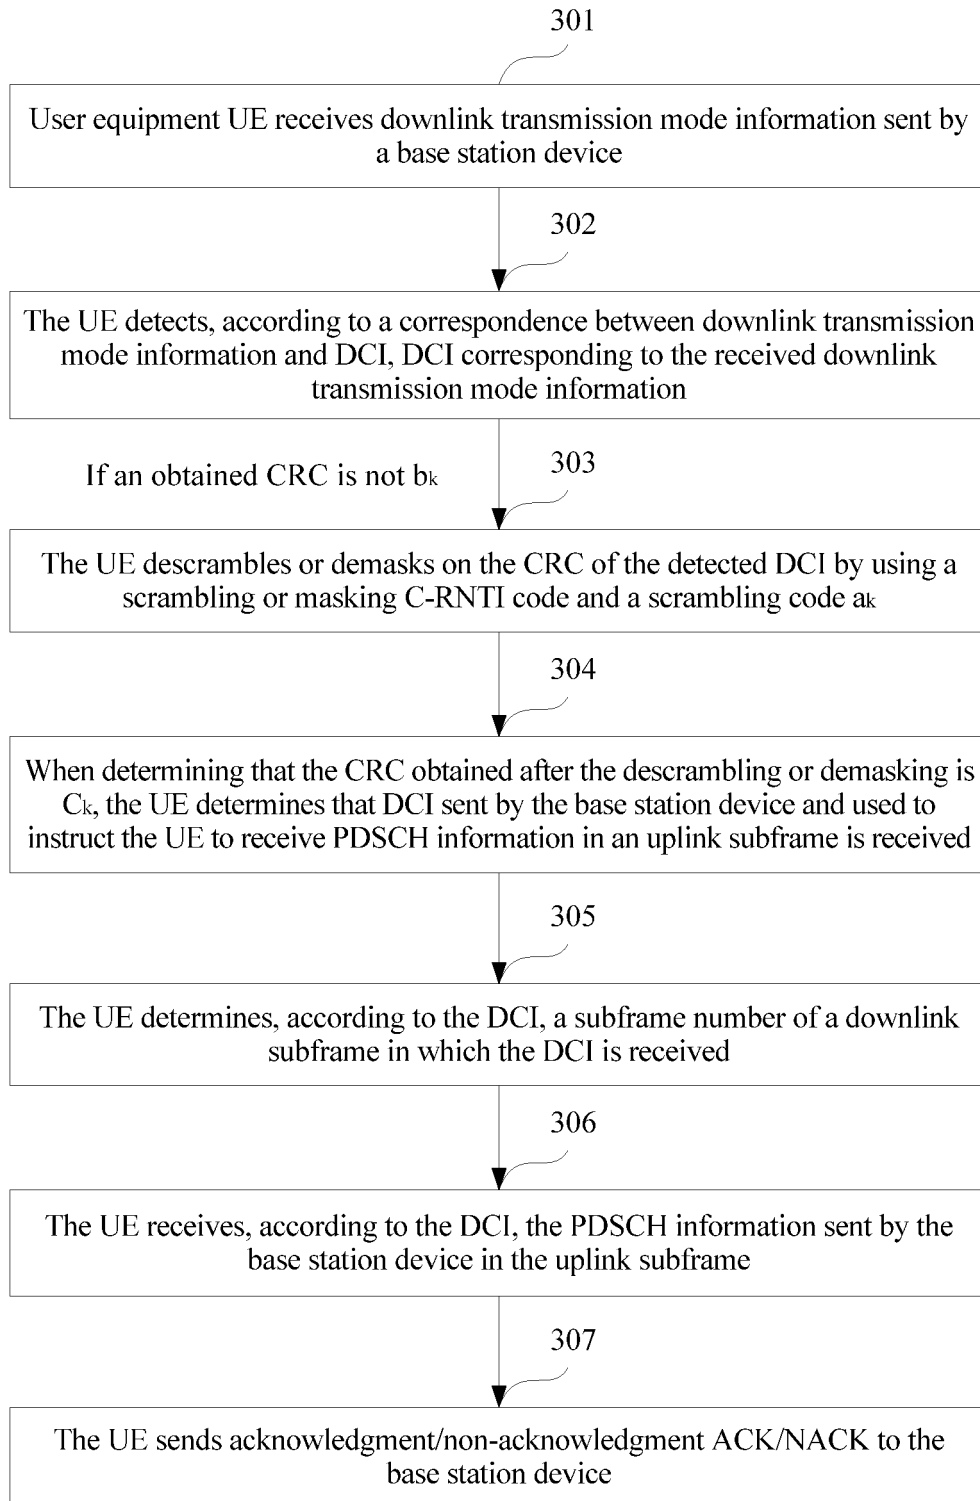 301
User equipment UE receives downlink transmission mode information sent by
a base station device
302
The UE detects, according to a correspondence between downlink transmission
mode information and DCI, DCI corresponding to the received downlink
transmission mode information
If an obtained CRC is not bk
303
The UE descrambles or demasks on the CRC of the detected DCI by using a
scrambling or masking C-RNTI code and a scrambling code ak
304
When determining that the CRC obtained after the descrambling or demasking is
Ck, the UE determines that DCI sent by the base station device and used to
instruct the UE to receive PDSCH information in an uplink subframe is received
305
The UE determines, according to the DCI, a subframe number of a downlink
subframe in which the DCI is received
306
The UE receives, according to the DCI, the PDSCH information sent by the
base station device in the uplink subframe
307
The UE sends acknowledgment/non-acknowledgment ACK/NACK to the
base station device